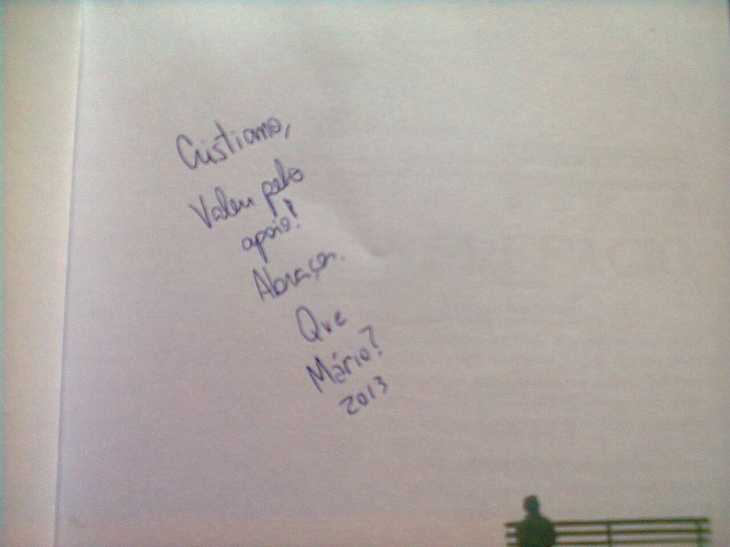 Cristiano,
Valeu pelo
apoio!
Abraços.
Que
Mário?
2013